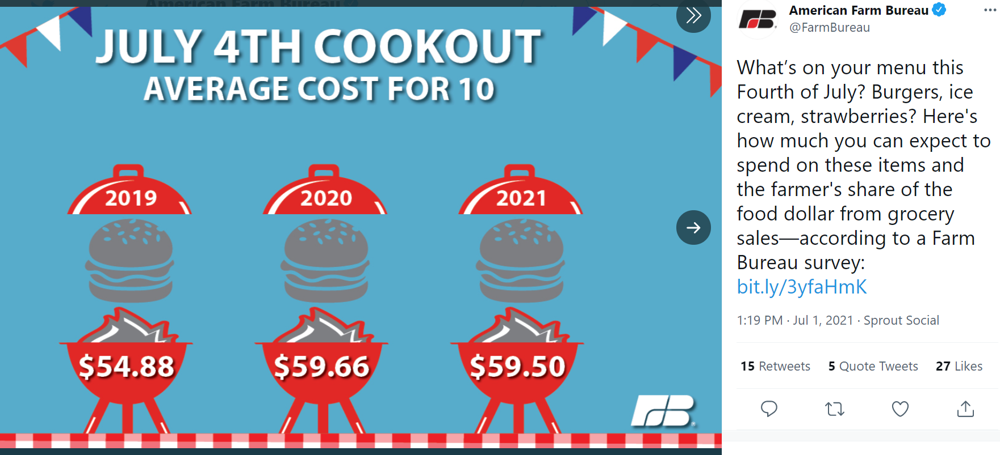 American Farm Bureau
JULY 4TH COOKOUT
AVERAGE COST FOR 10
2019
2020
2021
$54.88
$59.66
$59.50
FB
American Farm Bureau
@FarmBureau
What’s on your menu this
Fourth of July? Burgers, ice
cream, strawberries? Here's
how much you can expect to
spend on these items and
the farmer's share of the
food dollar from grocery
sales—according to a Farm
Bureau survey:
bit.ly/3yfaHmK
1:19 PM · Jul 1, 2021 · Sprout Social
15 Retweets 5 Quote Tweets 27 Likes